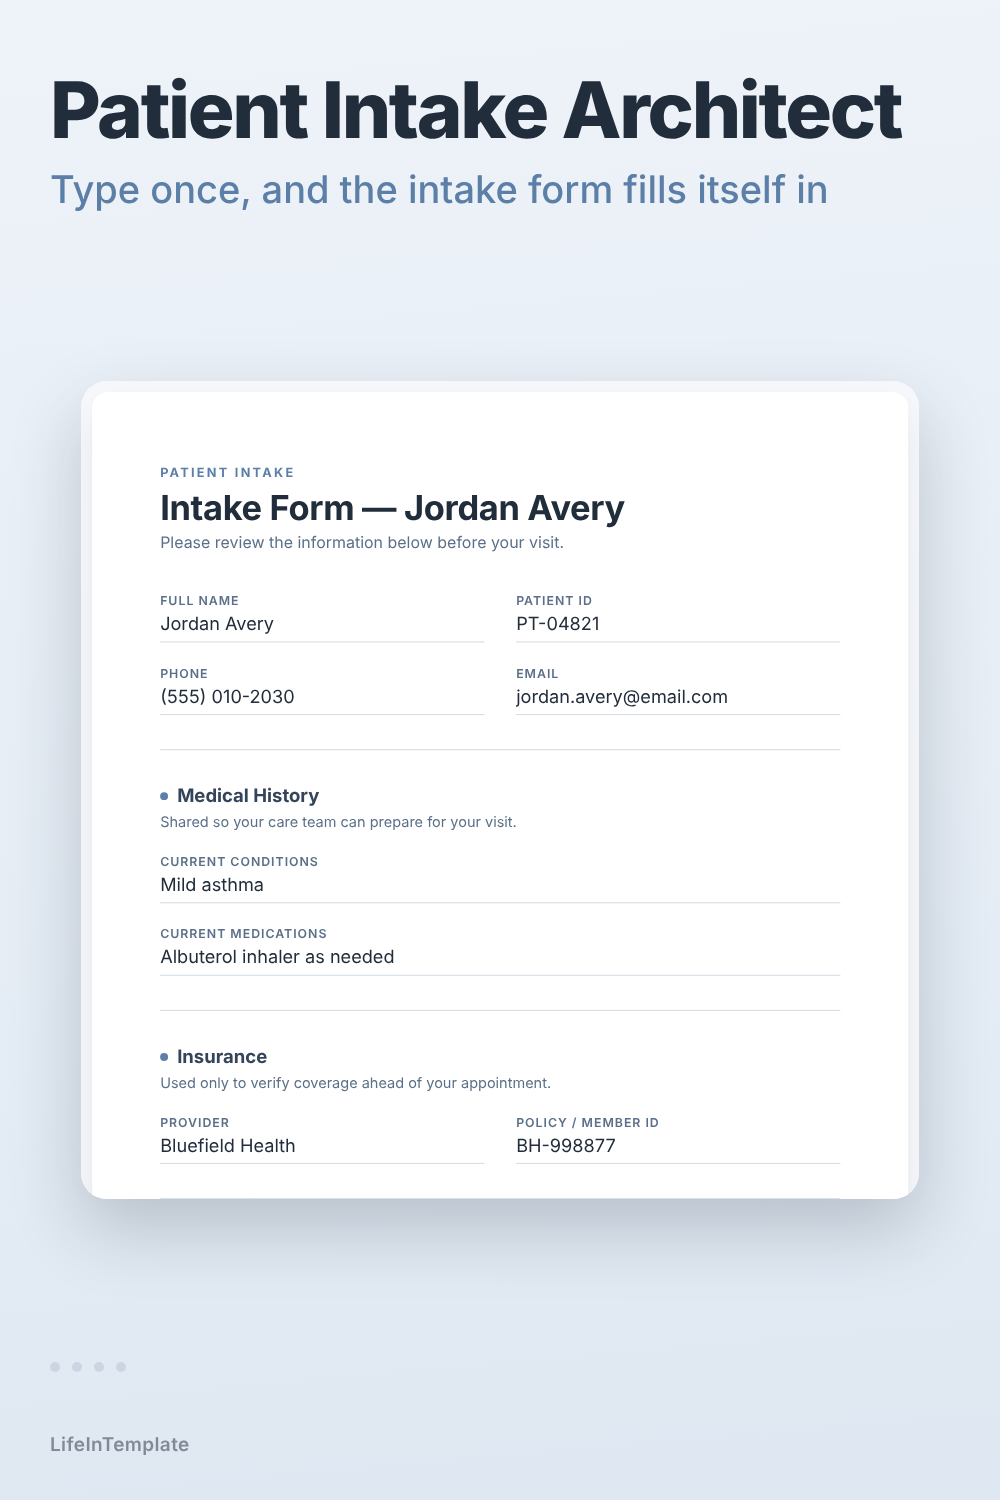 Patient Intake Architect
Type once, and the intake form fills itself in
PATIENT INTAKE
Intake Form — Jordan Avery
Please review the information below before your visit.
FULL NAME
Jordan Avery
PATIENT ID
PT-04821
PHONE
(555) 010-2030
EMAIL
jordan.avery@email.com
Medical History
Shared so your care team can prepare for your visit.
CURRENT CONDITIONS
Mild asthma
CURRENT MEDICATIONS
Albuterol inhaler as needed
Insurance
Used only to verify coverage ahead of your appointment.
PROVIDER
Bluefield Health
POLICY / MEMBER ID
BH-998877
LifeInTemplate